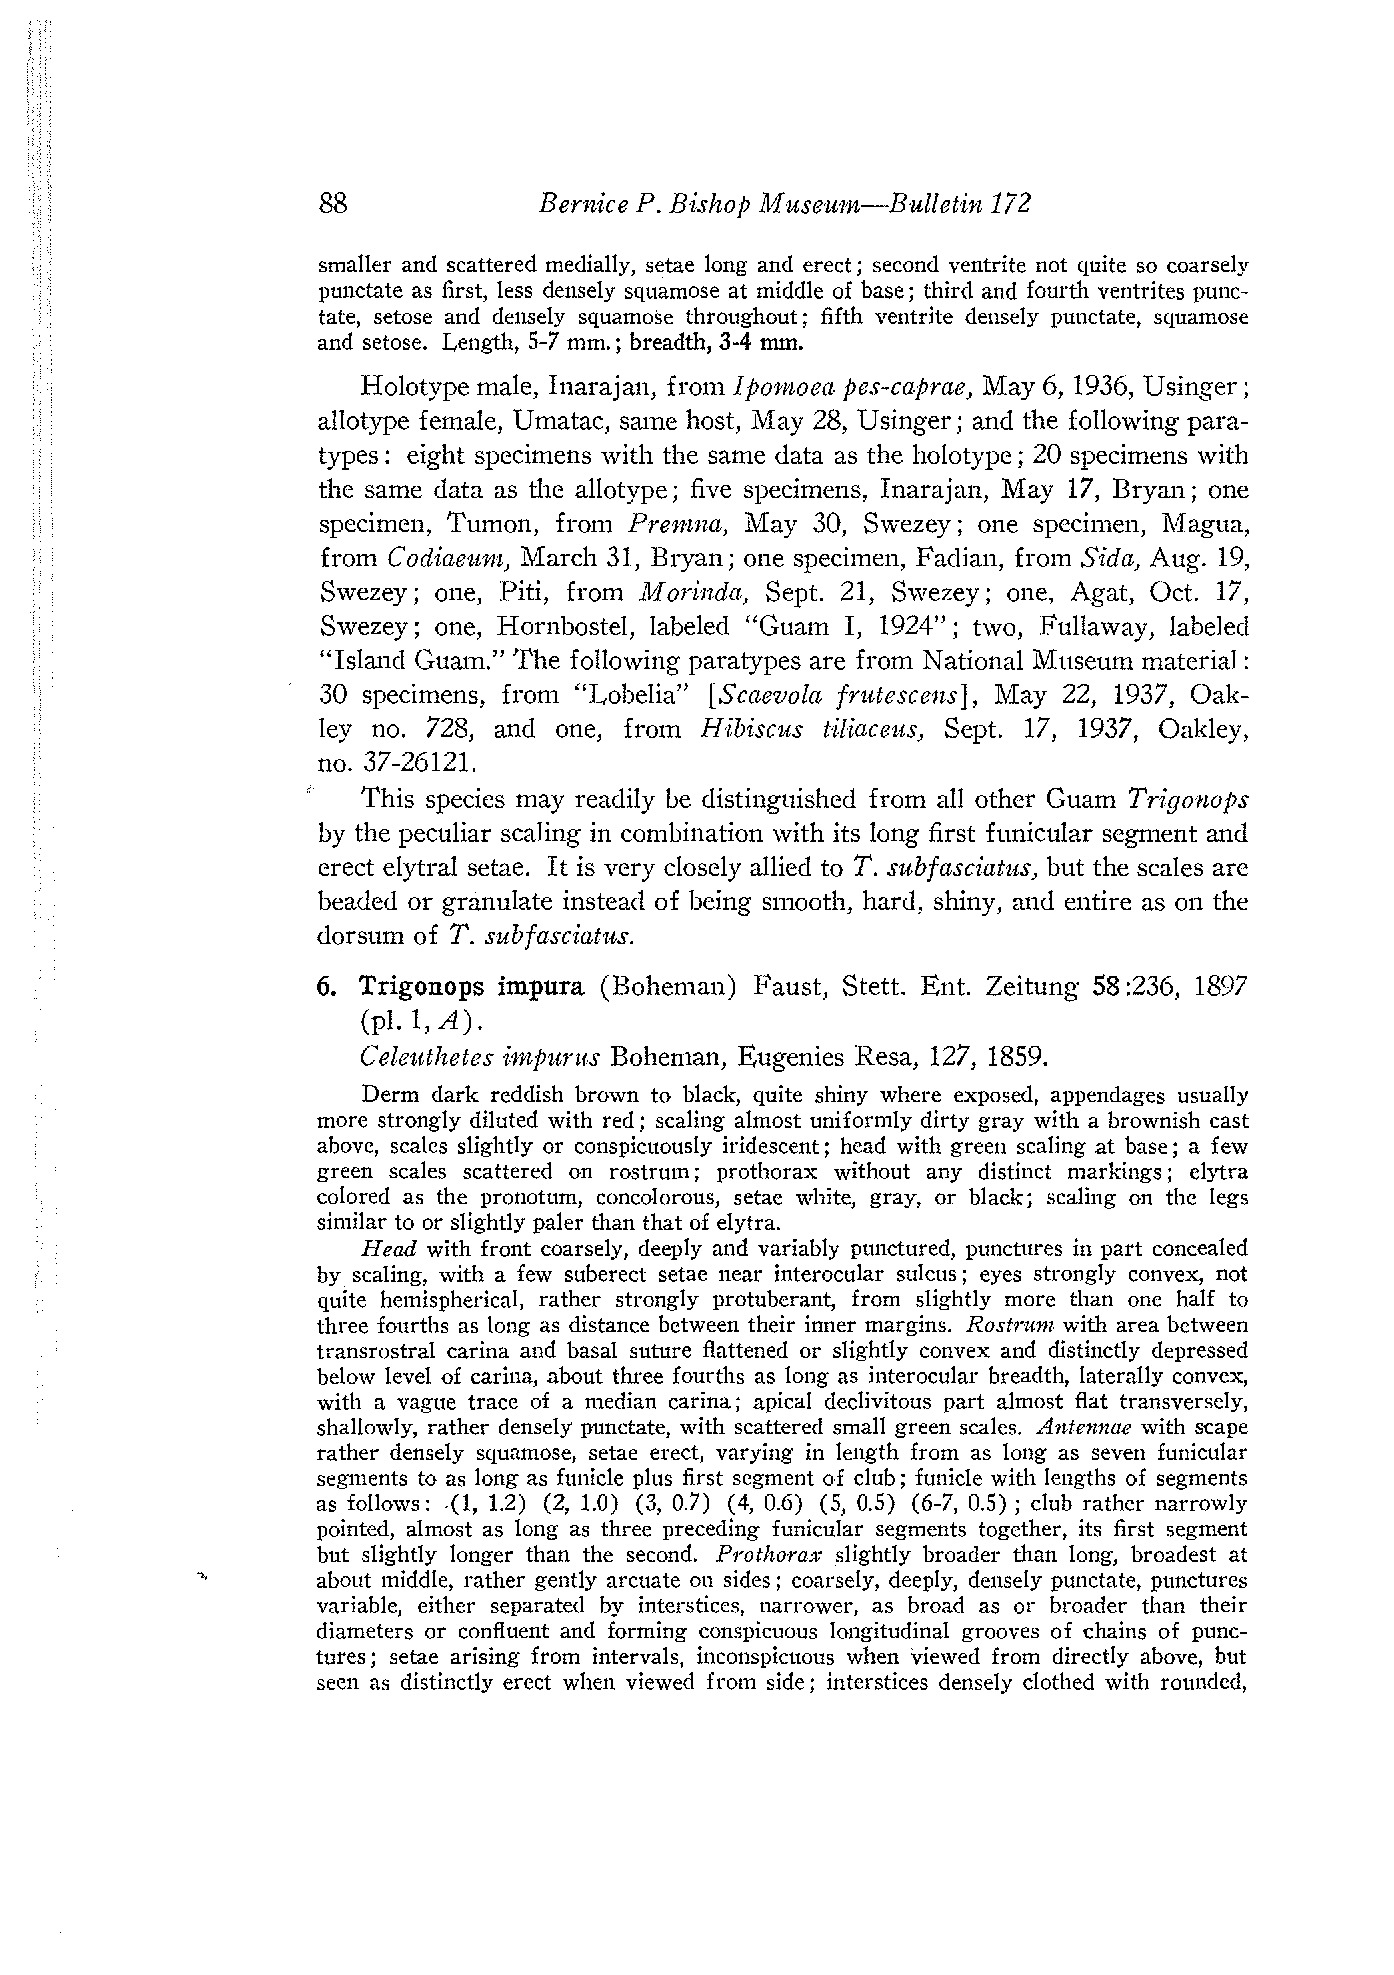 88 Bernice P. Bishop Museum—Bulletin 172
smaller and scattered medially, setae long and erect; second ventrite not quite so coarsely
punctate as first, less densely squamose at middle of base; third and fourth ventrites punc-
tate, setose and densely squamose throughout; fifth ventrite densely punctate, squamose
and setose. Length, 5-7 mm.; breadth, 3-4 mm.
Holotype male, Inarajan, from Ipomoea pes-caprae, May 6, 1936, Usinger;
allotype female, Umatac, same host, May 28, Usinger; and the following para-
types: eight specimens with the same data as the holotype; 20 specimens with
the same data as the allotype; five specimens, Inarajan, May 17, Bryan; one
specimen, Tumon, from Premna, May 30, Swezey; one specimen, Magua,
from Codiaeum, March 31, Bryan; one specimen, Fadian, from Sida, Aug. 19,
Swezey; one, Piti, from Morinda, Sept. 21, Swezey; one, Agat, Oct. 17,
Swezey; one, Hornbostel, labeled “Guam I, 1924”; two, Fullaway, labeled
“Island Guam.” The following paratypes are from National Museum material:
30 specimens, from “Lobelia” [Scaevola frutescens], May 22, 1937, Oak-
ley no. 728, and one, from Hibiscus tiliaceus, Sept. 17, 1937, Oakley,
no. 37-26121.
This species may readily be distinguished from all other Guam Trigonops
by the peculiar scaling in combination with its long first funicular segment and
erect elytral setae. It is very closely allied to T. subfasciatus, but the scales are
beaded or granulate instead of being smooth, hard, shiny, and entire as on the
dorsum of T. subfasciatus.
6. Trigonops impura (Boheman) Faust, Stett. Ent. Zeitung 58:236, 1897
(pl. 1, A).
Celeuthetes impurus Boheman, Eugenies Resa, 127, 1859.
Derm dark reddish brown to black, quite shiny where exposed, appendages usually
more strongly diluted with red; scaling almost uniformly dirty gray with a brownish cast
above, scales slightly or conspicuously iridescent; head with green scaling at base; a few
green scales scattered on rostrum; prothorax without any distinct markings; elytra
colored as the pronotum, concolorous, setae white, gray, or black; scaling on the legs
similar to or slightly paler than that of elytra.
Head with front coarsely, deeply and variably punctured, punctures in part concealed
by scaling, with a few suberect setae near interocular sulcus; eyes strongly convex, not
quite hemispherical, rather strongly protuberant, from slightly more than one half to
three fourths as long as distance between their inner margins. Rostrum with area between
transrostral carina and basal suture flattened or slightly convex and distinctly depressed
below level of carina, about three fourths as long as interocular breadth, laterally convex,
with a vague trace of a median carina; apical declivitous part almost flat transversely,
shallowly, rather densely punctate, with scattered small green scales. Antennae with scape
rather densely squamose, setae erect, varying in length from as long as seven funicular
segments to as long as funicle plus first segment of club; funicle with lengths of segments
as follows: (1, 1.2) (2, 1.0) (3, 0.7) (4, 0.6) (5, 0.5) (6-7, 0.5); club rather narrowly
pointed, almost as long as three preceding funicular segments together, its first segment
but slightly longer than the second. Prothorax slightly broader than long, broadest at
about middle, rather gently arcuate on sides; coarsely, deeply, densely punctate, punctures
variable, either separated by interstices, narrower, as broad as or broader than their
diameters or confluent and forming conspicuous longitudinal grooves of chains of punc-
tures; setae arising from intervals, inconspicuous when viewed from directly above, but
seen as distinctly erect when viewed from side; interstices densely clothed with rounded,